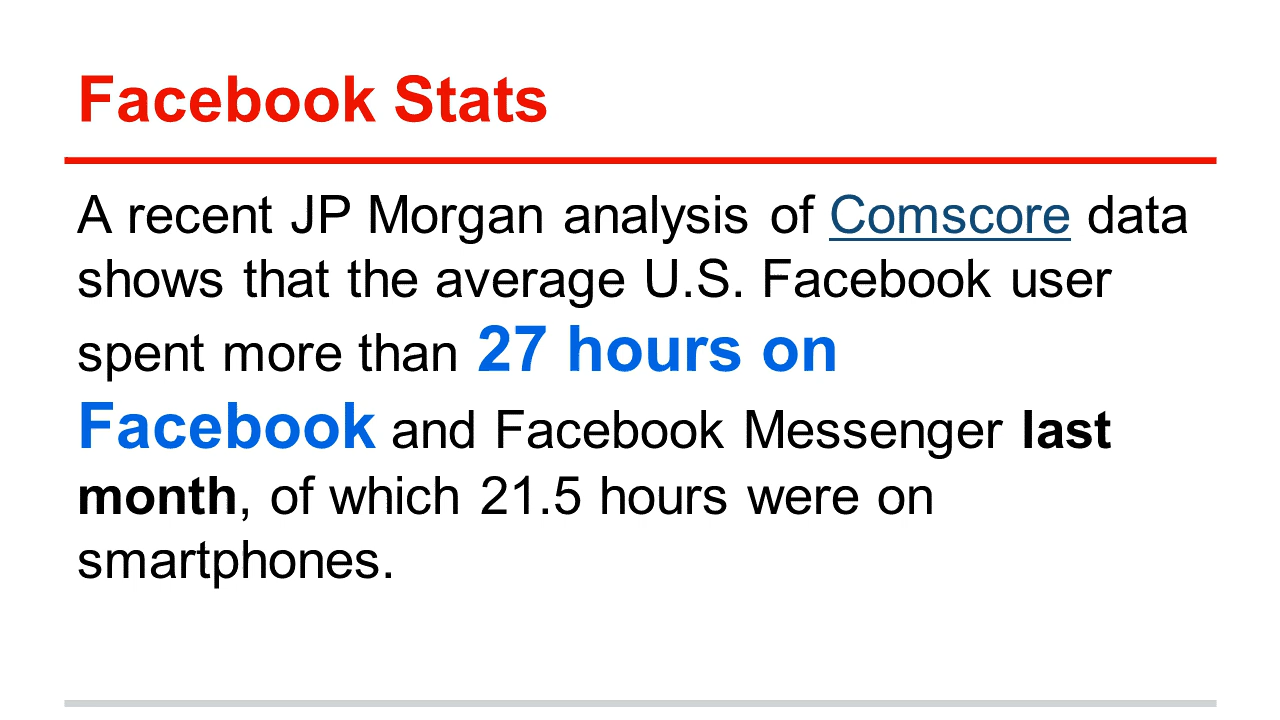 Facebook Stats
A recent JP Morgan analysis of Comscore data
shows that the average U.S. Facebook user
spent more than 27 hours on
Facebook and Facebook Messenger last
month, of which 21.5 hours were on
smartphones.